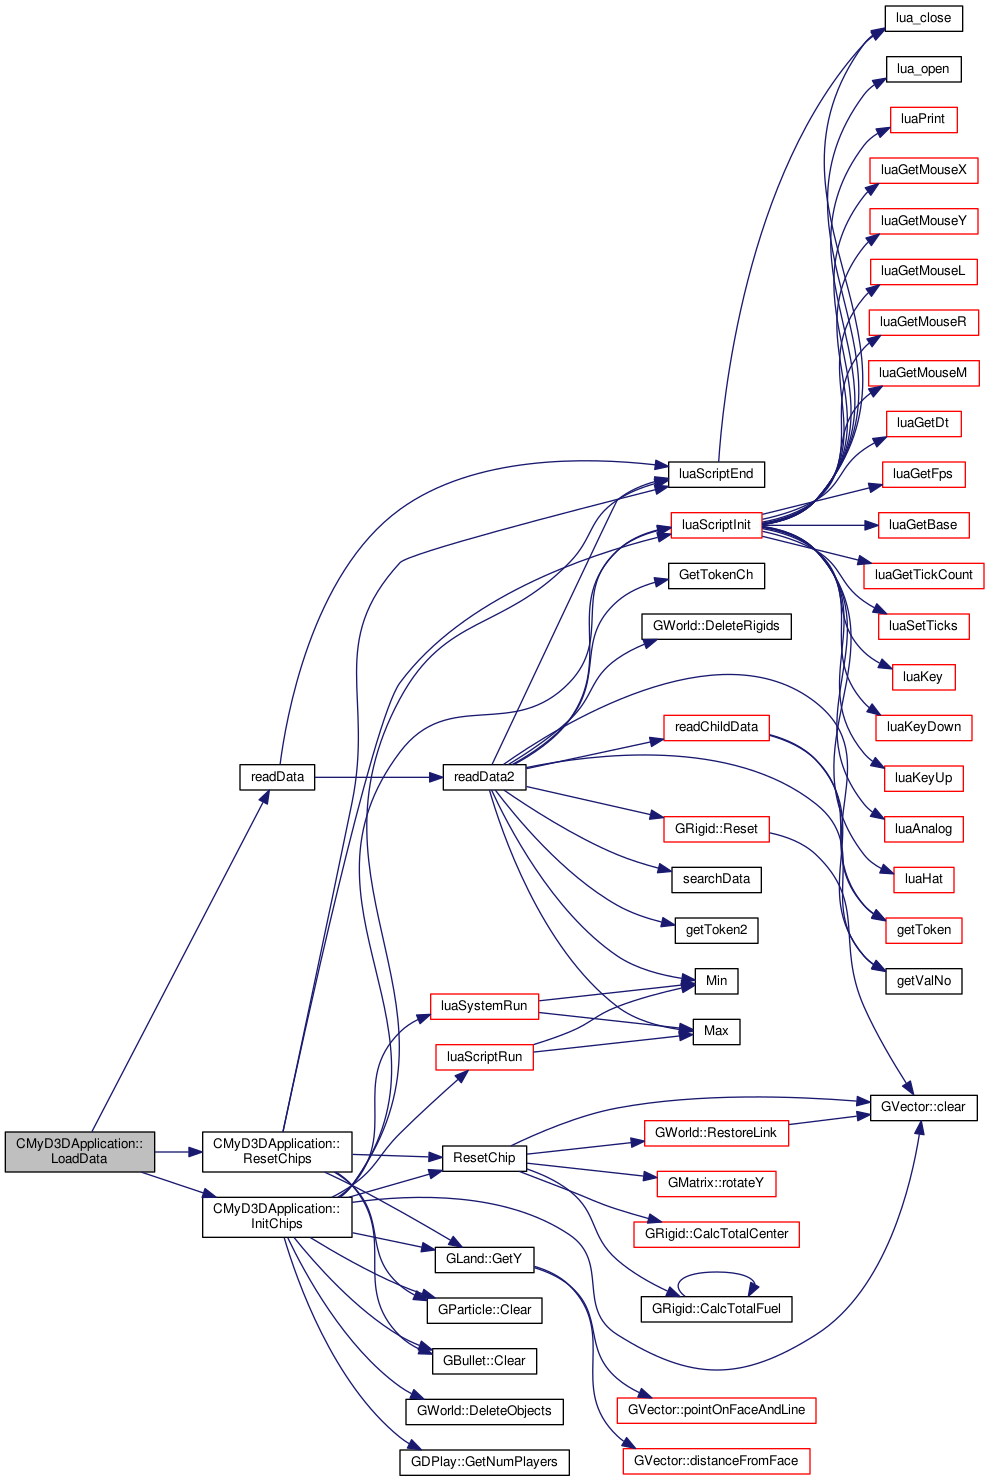 lua_close
lua_open
luaPrint
luaGetMouseX
luaGetMouseY
luaGetMouseL
luaGetMouseR
luaGetMouseM
luaGetDt
luaScriptEnd
luaGetFps
luaScriptInit
luaGetBase
GetTokenCh
luaGetTickCount
GWorld::DeleteRigids
luaSetTicks
luaKey
readChildData
luaKeyDown
readData
readData2
luaKeyUp
GRigid::Reset
luaAnalog
searchData
luaHat
getToken2
getToken
Min
getValNo
luaSystemRun
Max
luaScriptRun
GVector::clear
CMyD3DApplication::
LoadData
CMyD3DApplication::
ResetChips
ResetChip
GWorld::RestoreLink
GMatrix::rotateY
CMyD3DApplication::
InitChips
GRigid::CalcTotalCenter
GLand::GetY
GParticle::Clear
GRigid::CalcTotalFuel
GBullet::Clear
GWorld::DeleteObjects
GVector::pointOnFaceAndLine
GDPlay::GetNumPlayers
GVector::distanceFromFace